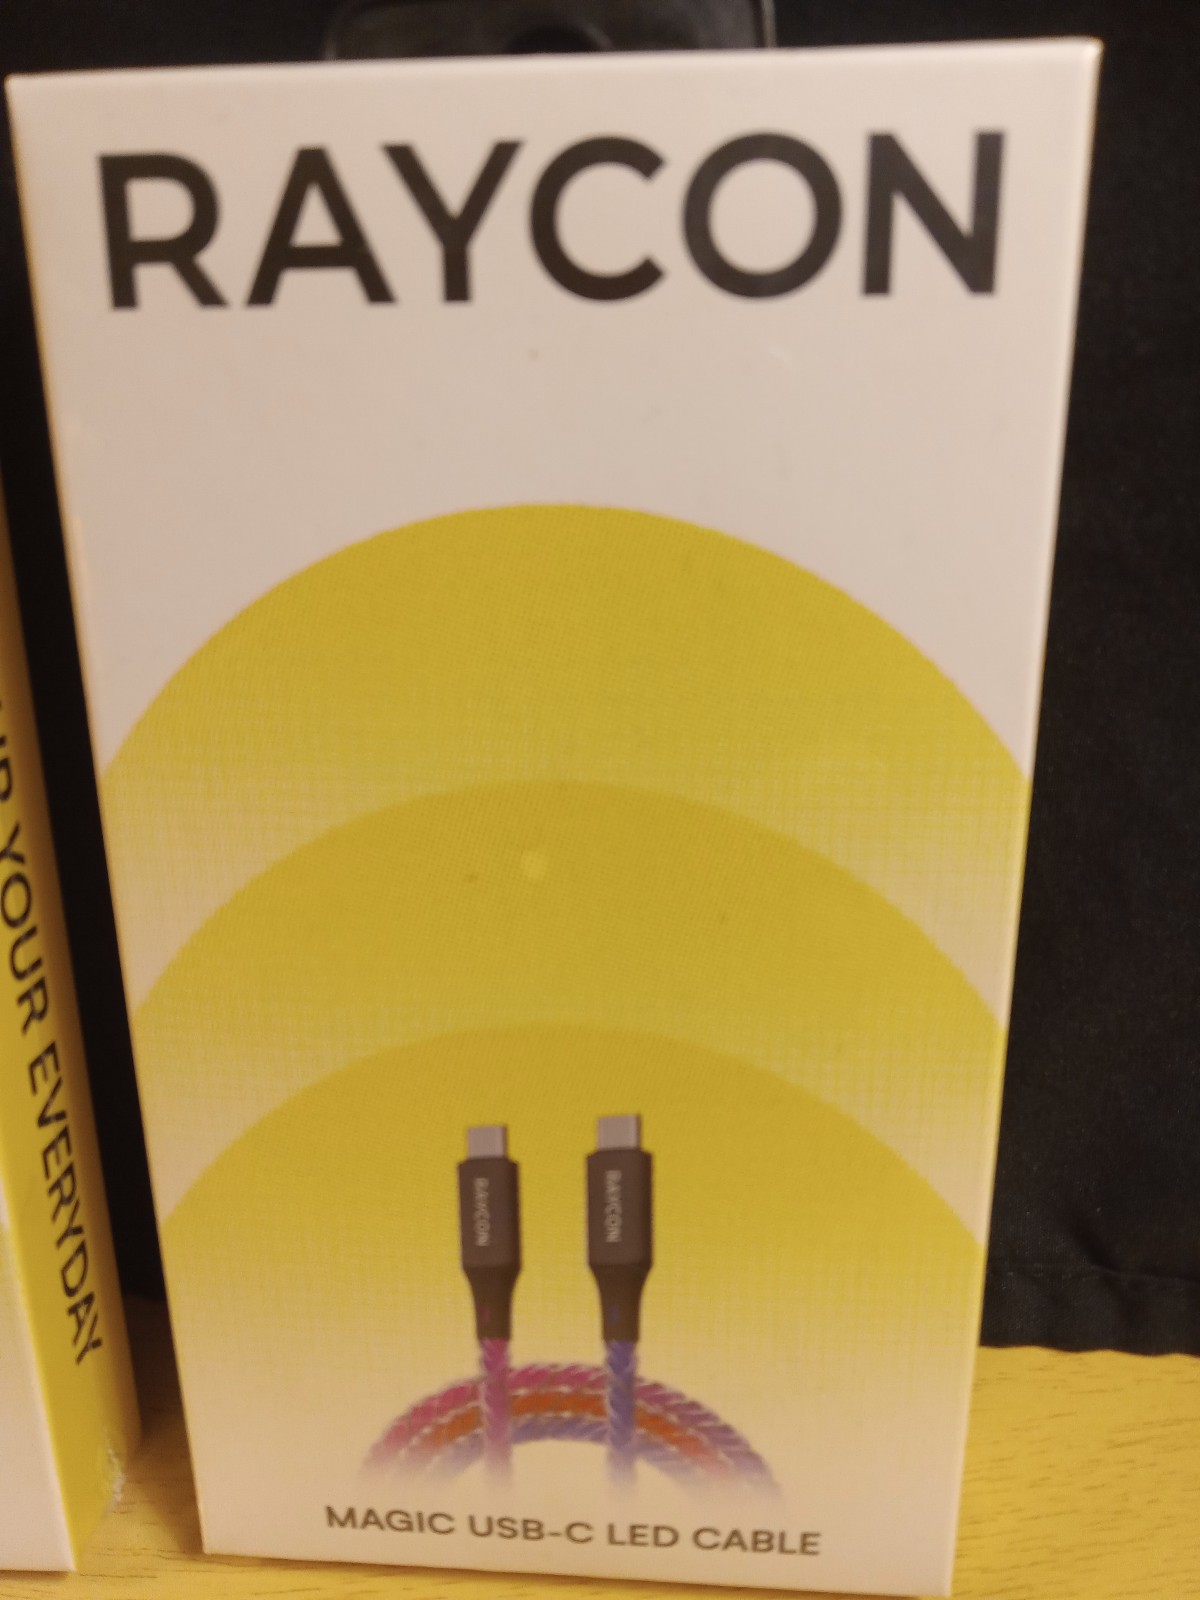 RAYCON
RAYCON
RAYCON
MAGIC USB-C LED CABLE
YOUR EVERYDAY